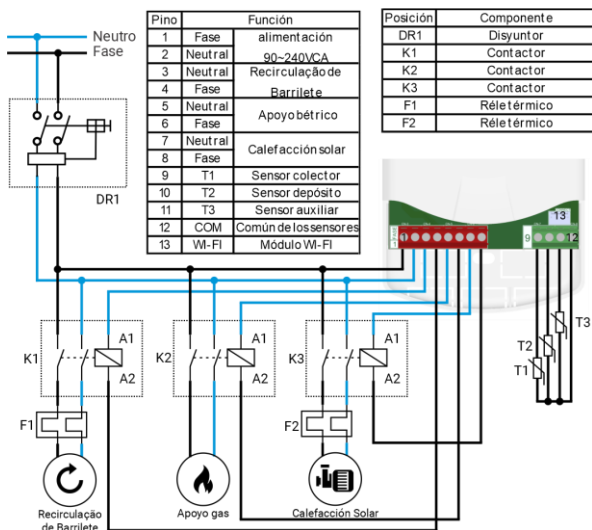 Neutro
Fase
DR1
Pino Función
1 Fase alimentación
2 Neutral 90~240VCA
3 Neutral Recirculação de
4 Fase Barrilete
5 Neutral Apoyo bétrico
6 Fase
7 Neutral Calefacción solar
8 Fase
9 T1 Sensor colector
10 T2 Sensor depósito
11 T3 Sensor auxiliar
12 COM Común de los sensores
13 WI-FI Módulo WI-FI
Posición Componente
DR1 Disyuntor
K1 Contactor
K2 Contactor
K3 Contactor
F1 Réle térmico
F2 Réle térmico
13
1
9
12
K1
A1
A2
K2
A1
A2
K3
A1
A2
T3
T2
T1
F1
F2
Recirculação
de Barrilete
Apoyo gas
Calefacción Solar